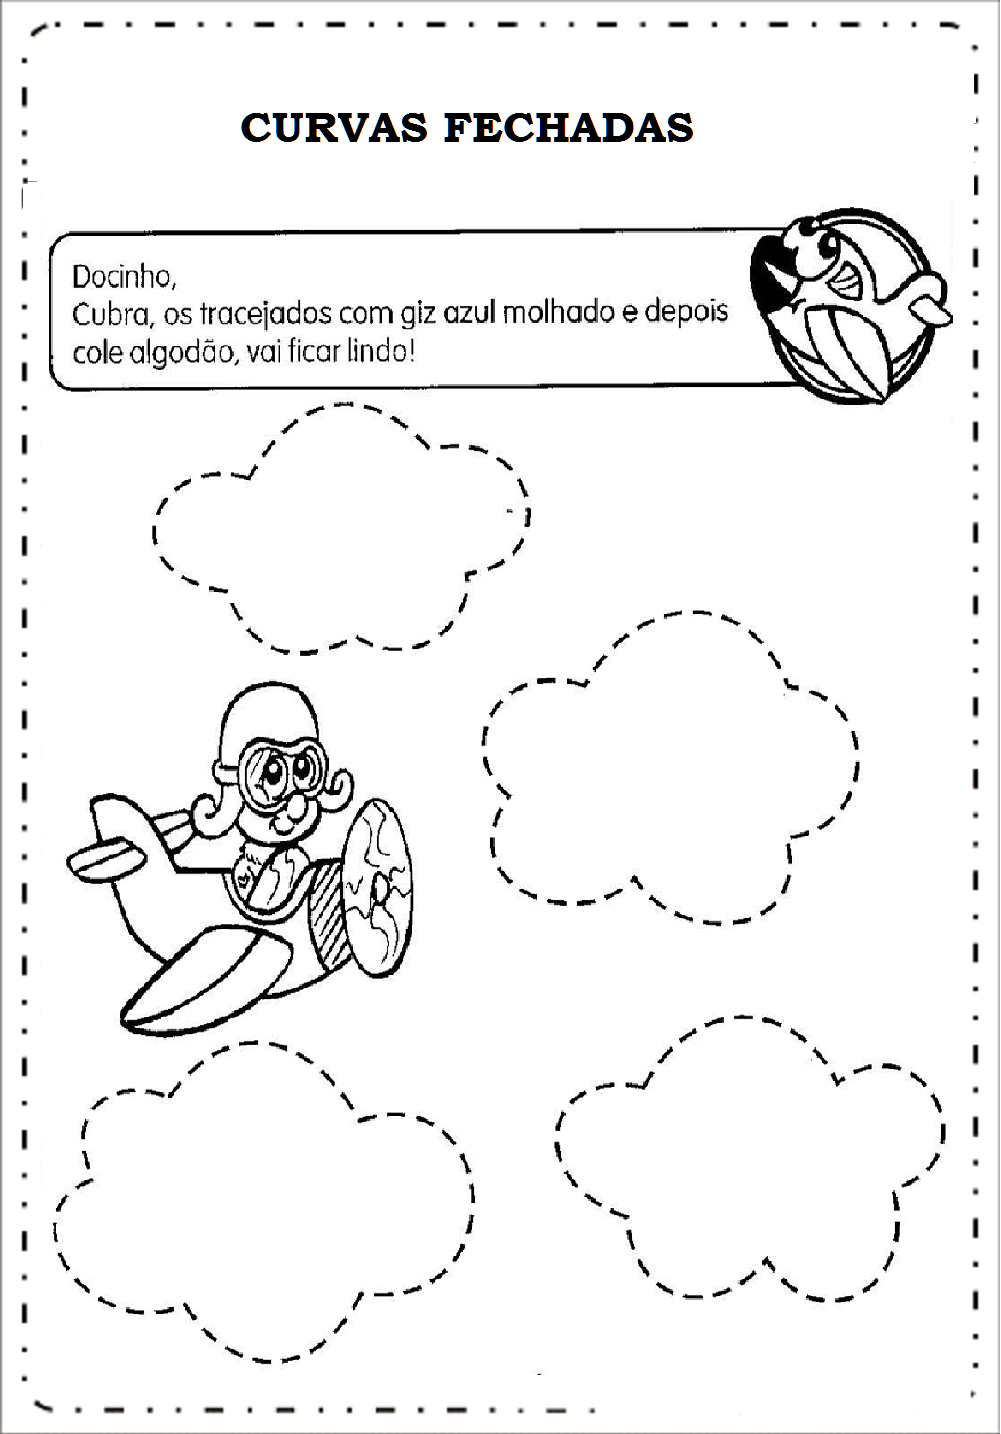 CURVAS FECHADAS
Docinho,
Cubra, os tracejados com giz azul molhado e depois
cole algodão, vai ficar lindo!